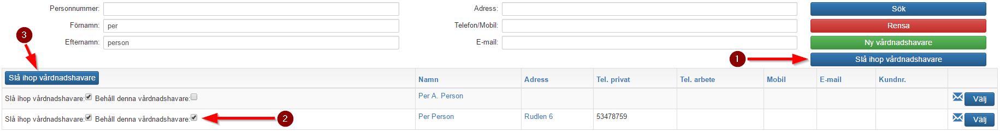 Personnummer: Adress: Sök
Förnamn: per Telefon/Mobil: Rensa
3
Efternamn: person E-mail: Ny vårdnadshavare
1 Slå ihop vårdnadshavare
Slå ihop vårdnadshavare Namn Adress Tel. privat Tel. arbete Mobil E-mail Kundnr.
Slå ihop vårdnadshavare: Behåll denna vårdnadshavare: Per A. Person Välj
Slå ihop vårdnadshavare: Behåll denna vårdnadshavare: 2 Per Person Rudlen 6 53478759 Välj